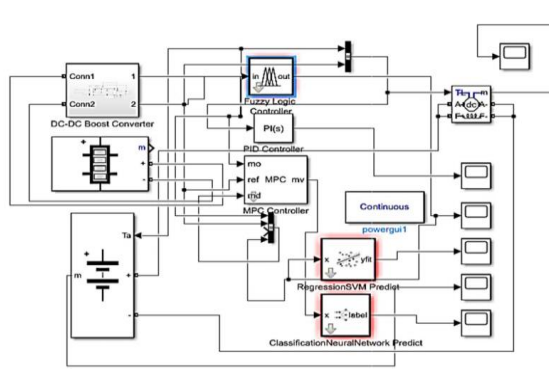 Conn1 1
Conn2 2
DC-DC Boost Converter
in out
Fuzzy Logic
Controller
PI(s)
PID Controller
m
+
+
-
mo
ref MPC mv
md
MPC Controller
Continuous
powergui1
m
dc
Ta
m
+
+
-
x yfit
RegressionSVM Predict
x label
ClassificationNeuralNetwork Predict